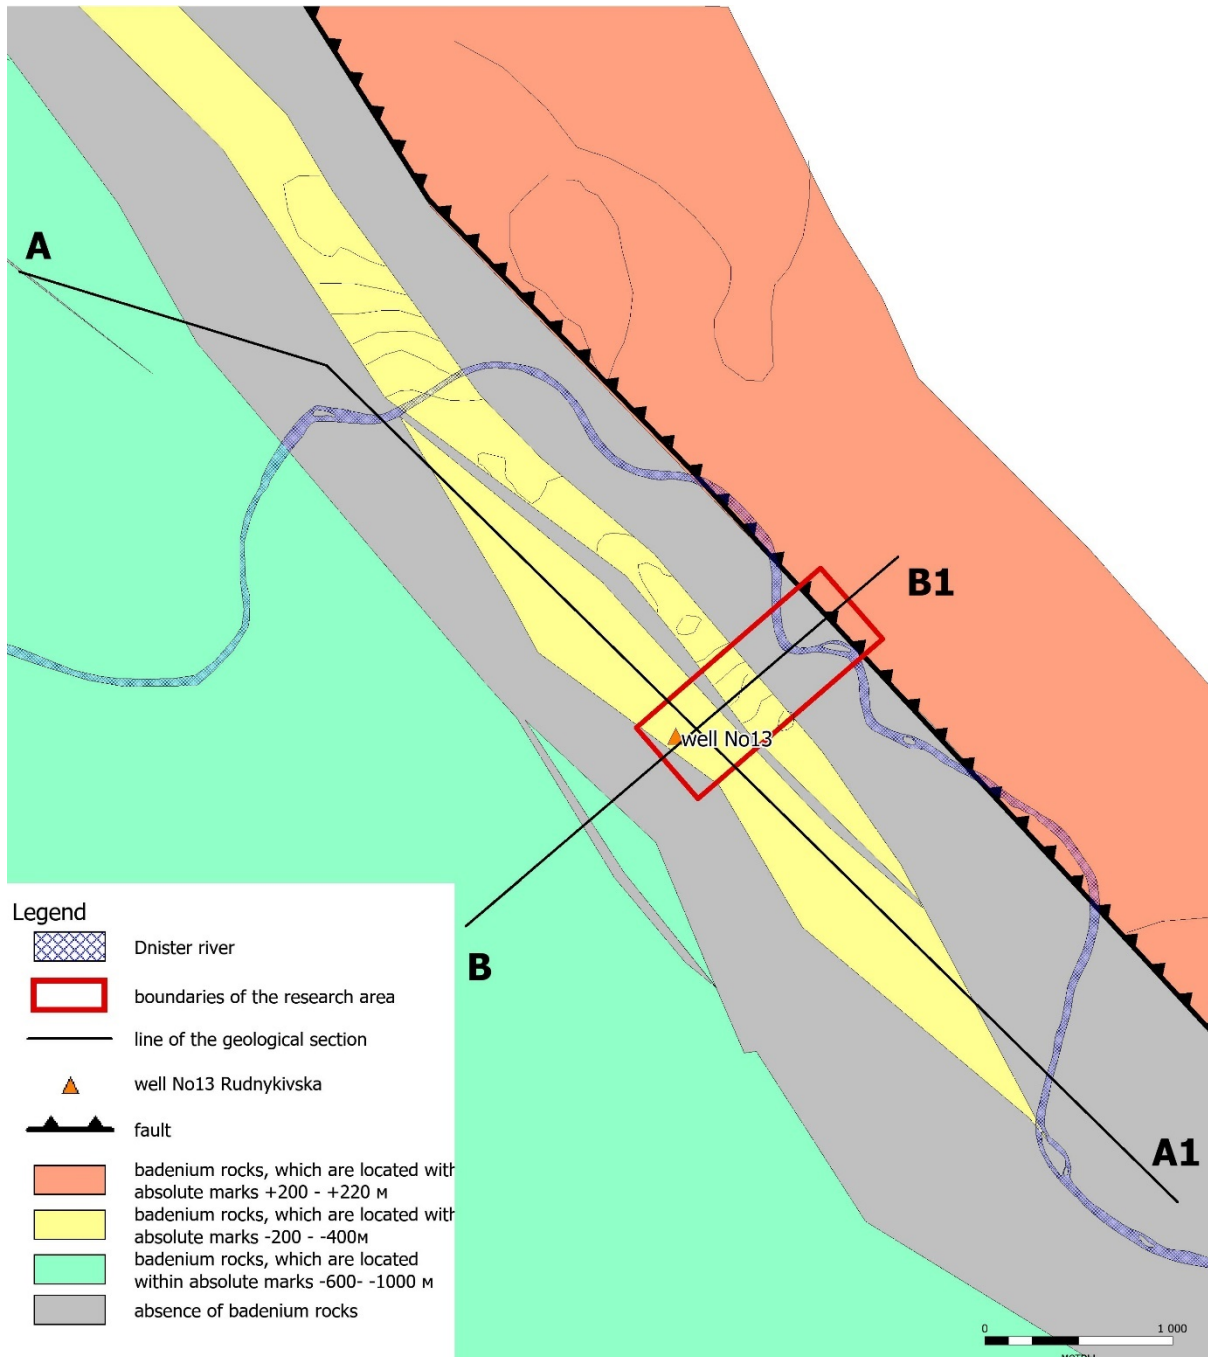 A
B1
well No13
B
A1
Legend
Dnister river
boundaries of the research area
line of the geological section
well No13 Rudnykivska
fault
badenium rocks, which are located with
absolute marks +200 - +220 м
badenium rocks, which are located with
absolute marks -200 - -400м
badenium rocks, which are located
within absolute marks -600- -1000 м
absence of badenium rocks
0 1 000